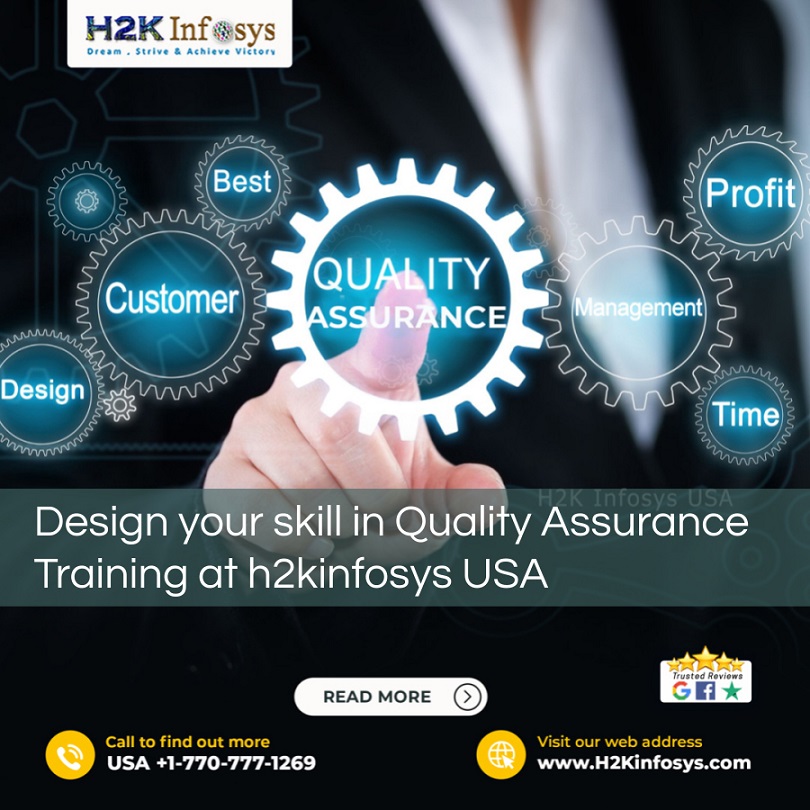 H2K Infosys
Dream , Strive & Achieve Victory
Best
Profit
QUALITY
ASSURANCE
Customer
Management
Design
Time
H2K Infosys USA
Design your skill in Quality Assurance
Training at h2kinfosys USA
READ MORE
Trusted Reviews
G f
Call to find out more
USA +1-770-777-1269
Visit our web address
www.H2Kinfosys.com